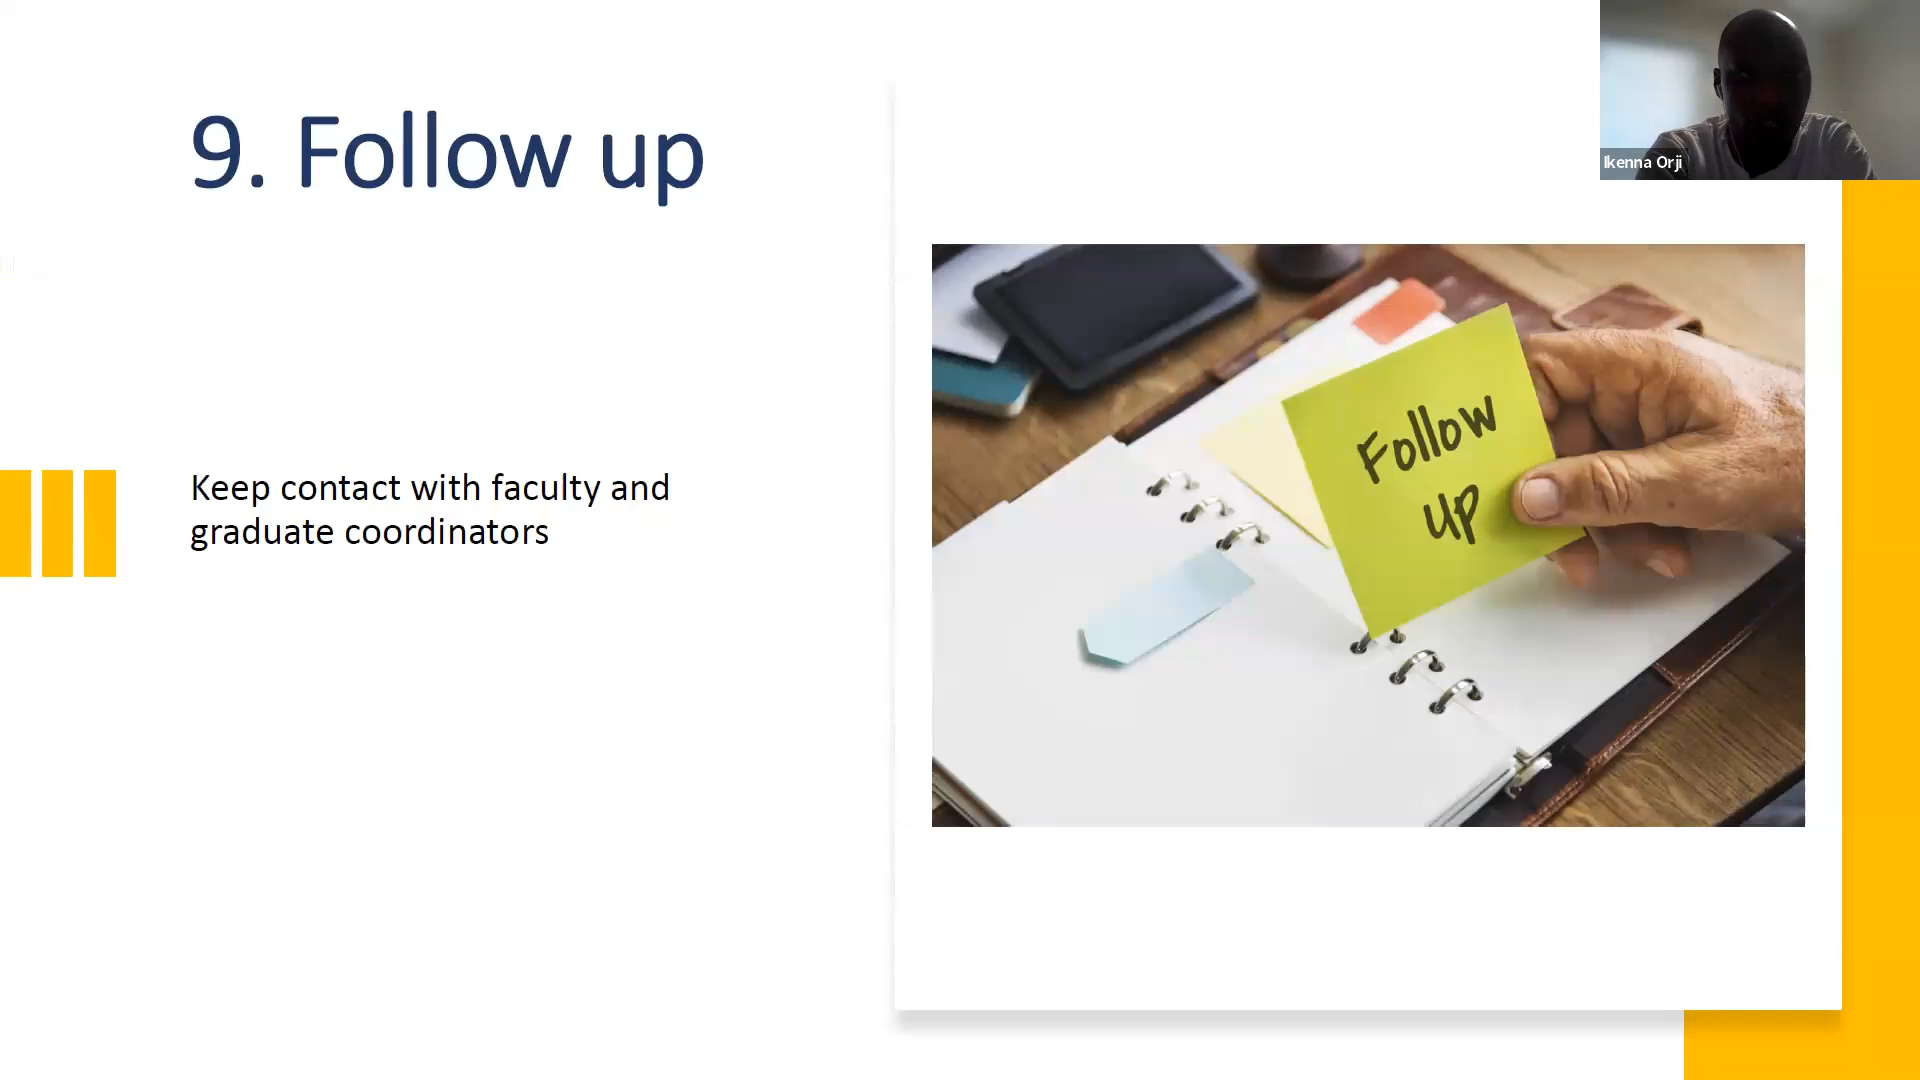 9. Follow up
Keep contact with faculty and
graduate coordinators
Follow
UP
Ikenna Orji